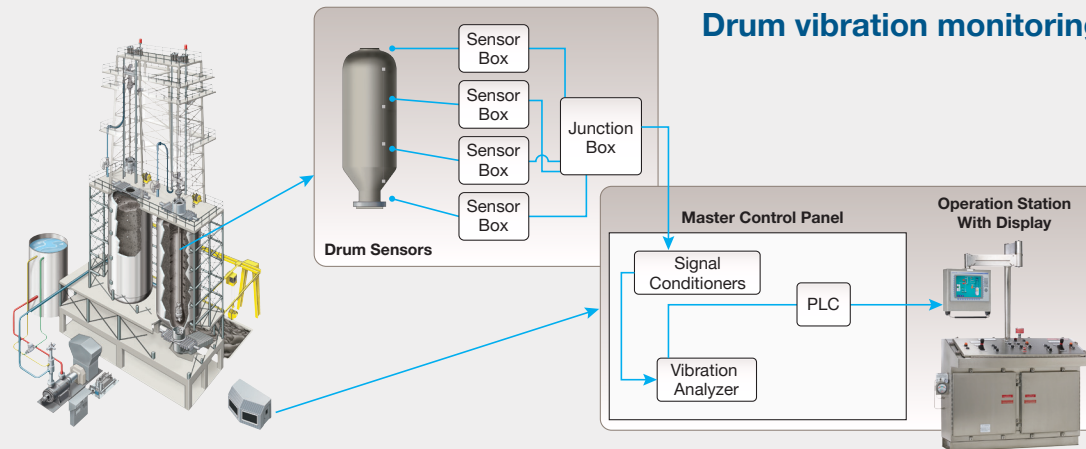 Drum vibration monitoring
Sensor
Box
Sensor
Box
Sensor
Box
Sensor
Box
Junction
Box
Drum Sensors
Master Control Panel
Operation Station
With Display
Signal
Conditioners
PLC
Vibration
Analyzer